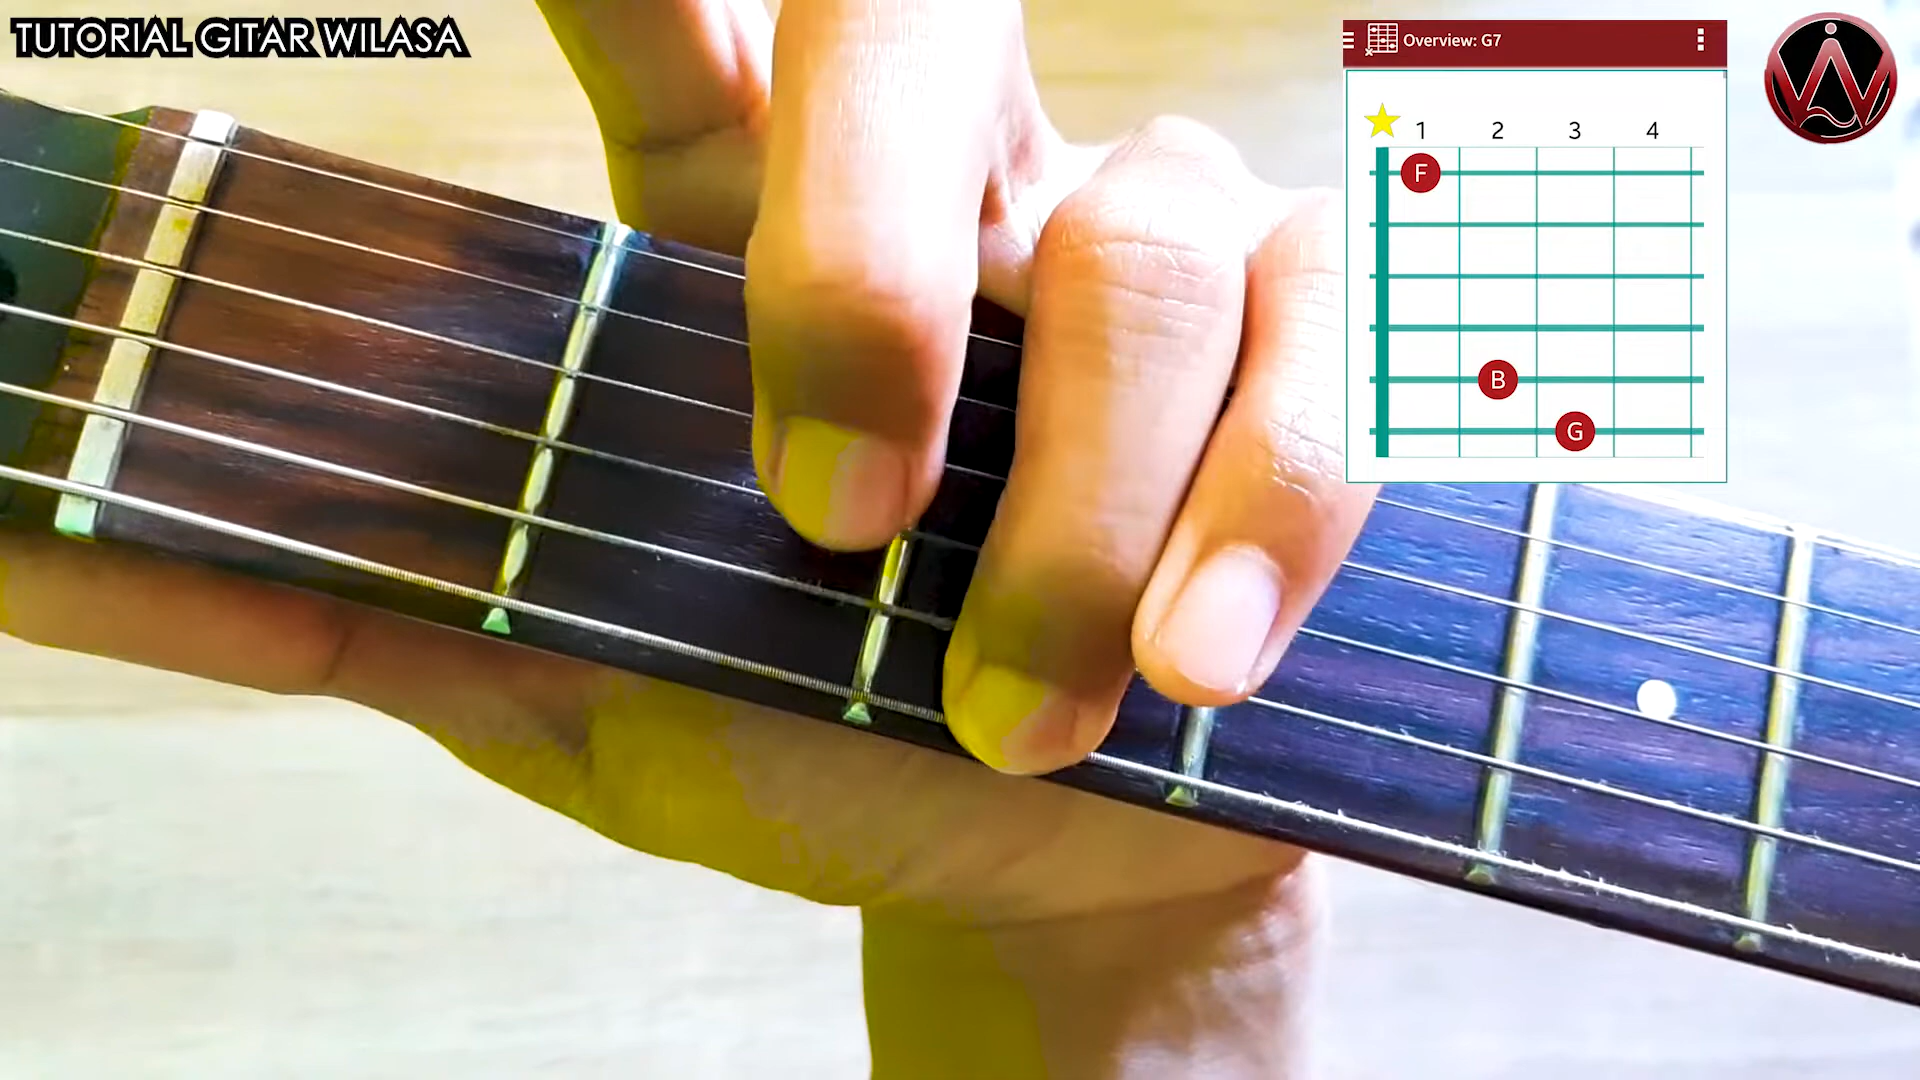 TUTORIAL GITAR WILASA
Overview: G7
1 2 3 4
F
B
G